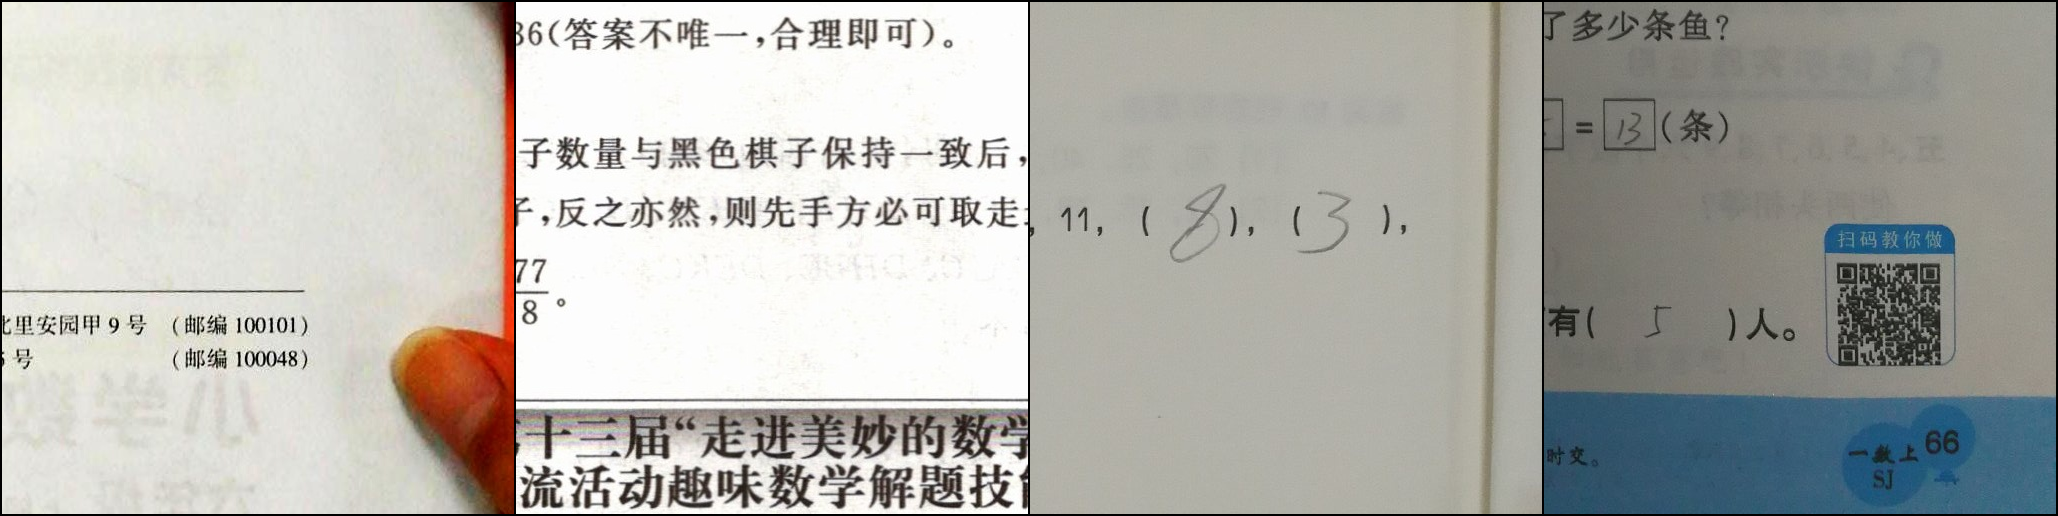 北里安园甲9号 (邮编 100101)
号 (邮编 100048)
36(答案不唯一,合理即可)。
子数量与黑色棋子保持一致后,
子,反之亦然,则先手方必可取走
77
8。
十三届“走进美妙的数学
流活动趣味数学解题技
11, ( 8 ), ( 3 ),
了多少条鱼?
= 13 (条)
有( 5 )人。
扫码教你做
时交。
一数上 66
SJ